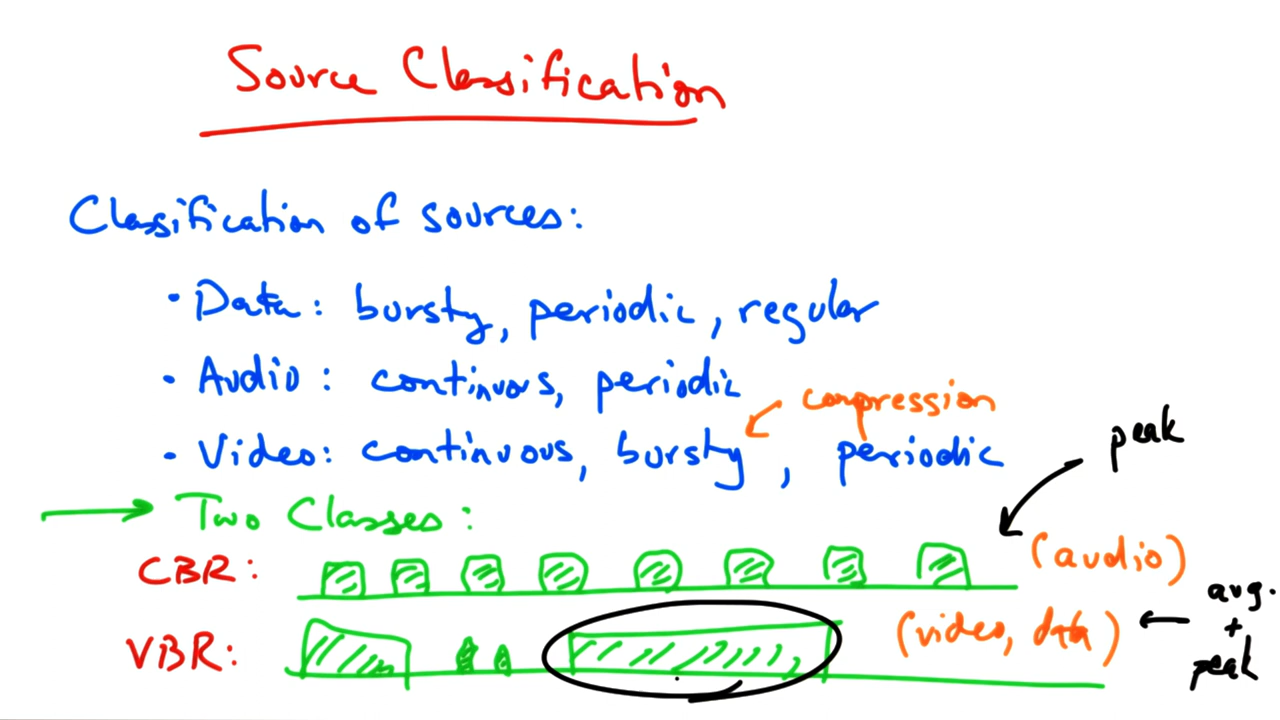 Source Classification
Classification of sources:
• Data: bursty, periodic, regular
• Audio: continuous, periodic
compression
• Video: continuous, bursty, periodic
peak
Two Classes:
CBR: (audio)
VBR: (video, data)
avg.
+
peak